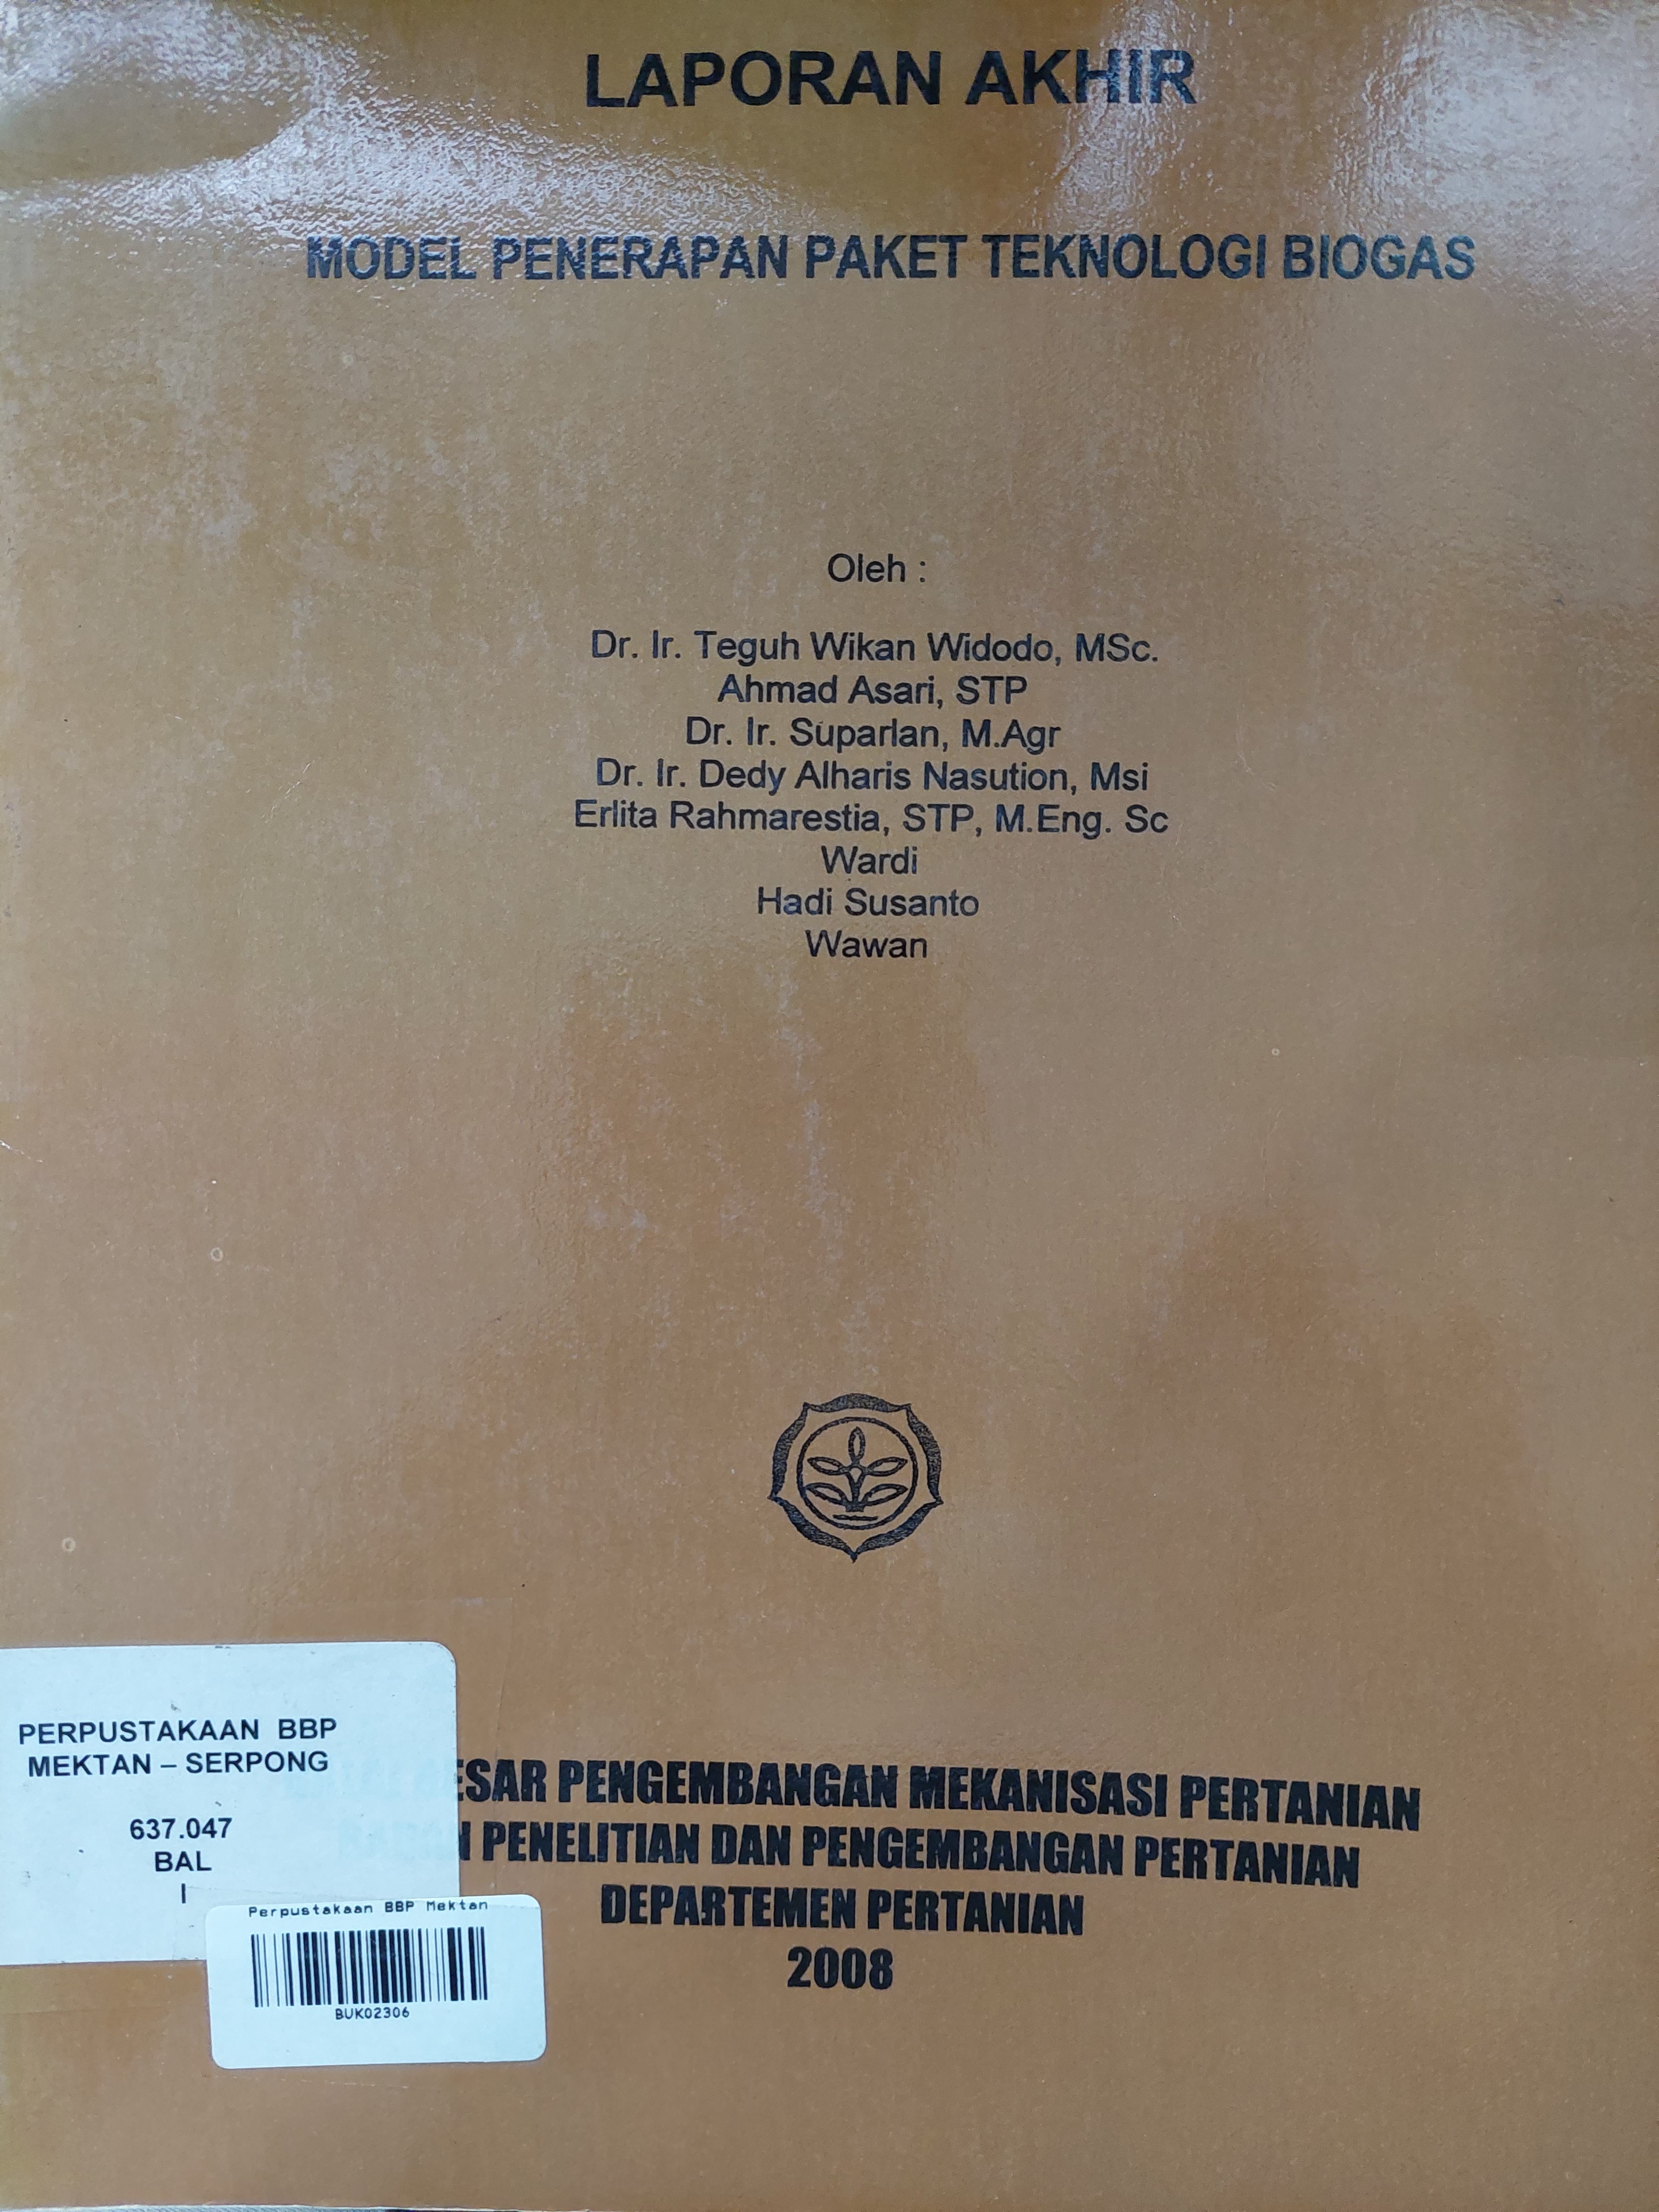 LAPORAN AKHIR
MODEL PENERAPAN PAKET TEKNOLOGI BIOGAS
Oleh :
Dr. Ir. Teguh Wikan Widodo, MSc.
Ahmad Asari, STP
Dr. Ir. Suparlan, M.Agr
Dr. Ir. Dedy Alharis Nasution, Msi
Erlita Rahmarestia, STP, M.Eng. Sc
Wardi
Hadi Susanto
Wawan
PENGEMBANGAN MEKANISASI PERTANIAN
PENELITIAN DAN PENGEMBANGAN PERTANIAN
DEPARTEMEN PERTANIAN
2008
PERPUSTAKAAN BBP
MEKTAN – SERPONG
637.047
BAL
I
Perpustakaan BBP Mektan
BUK02306